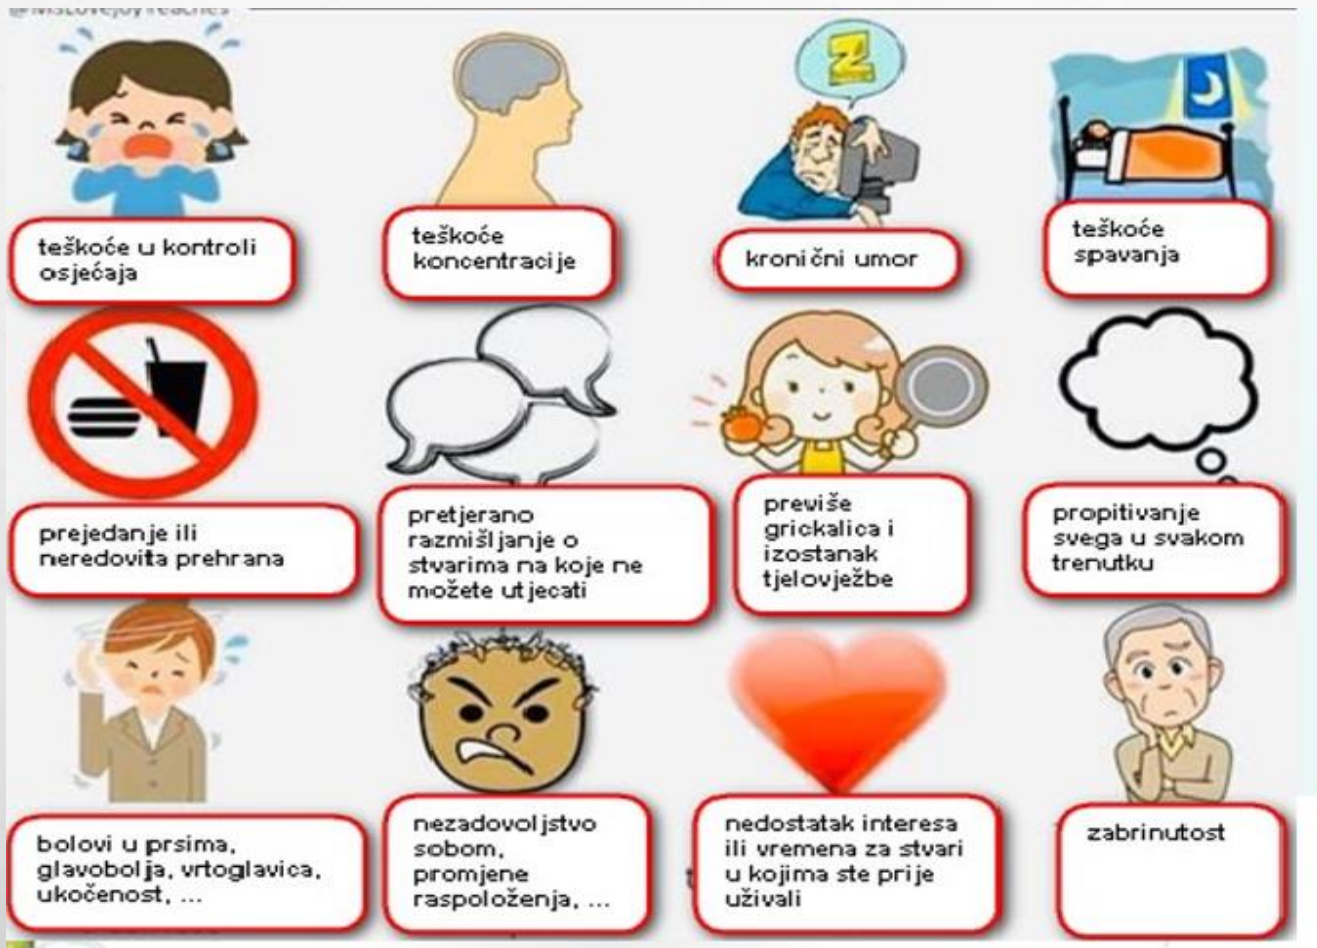 @MsLovejoyTeaches
Z
teškoće u kontroli
osjećaja
teškoće
koncentracije
kronični umor
teškoće
spavanja
prejedanje ili
neredovita prehrana
pretjerano
razmišljanje o
stvarima na koje ne
možete utjecati
previše
grickalica i
izostanak
tjelovježbe
propitivanje
svega u svakom
trenutku
bolovi u prsima,
glavobolja, vrtoglavica,
ukočenost, ...
nezadovoljstvo
sobom,
promjene
raspoloženja, ...
nedostatak interesa
ili vremena za stvari
u kojima ste prije
uživali
zabrinutost